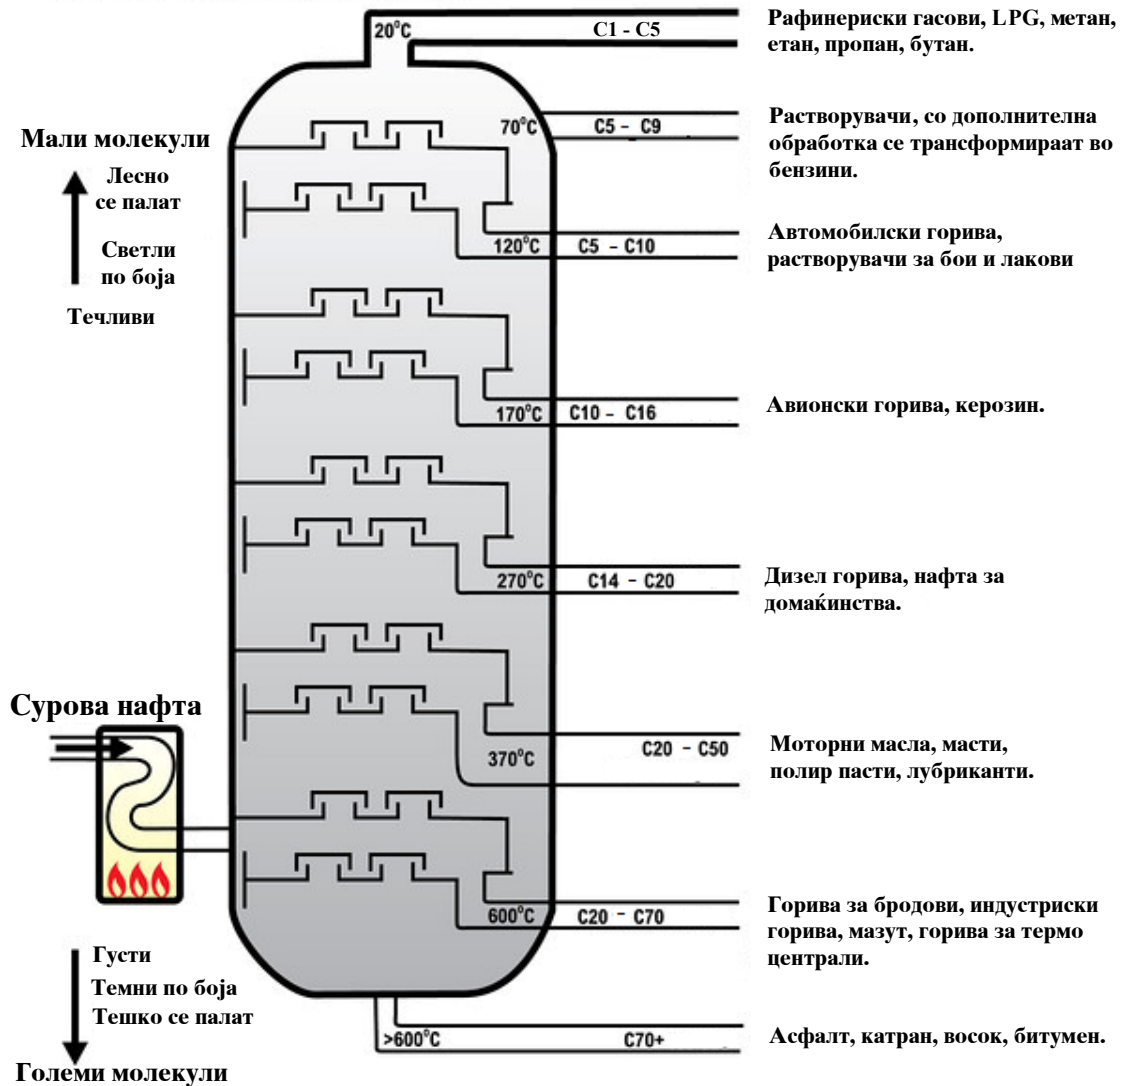 20°C
C1 - C5
Рафинериски гасови, LPG, метан,
етан, пропан, бутан.
70°C
C5 - C9
Растворувачи, со дополнителна
обработка се трансформираат во
бензини.
Мали молекули
Лесно
се палат
Светли
по боја
Течливи
120°C
C5 - C10
Автомобилски горива,
растворувачи за бои и лакови
170°C
C10 - C16
Авионски горива, керозин.
270°C
C14 - C20
Дизел горива, нафта за
домаќинства.
Сурова нафта
370°C
C20 - C50
Моторни масла, масти,
полир пасти, лубриканти.
600°C
C20 - C70
Горива за бродови, индустриски
горива, мазут, горива за термо
централи.
Густи
Темни по боја
Тешко се палат
Големи молекули
>600°C
C70+
Асфалт, катран, восок, битумен.